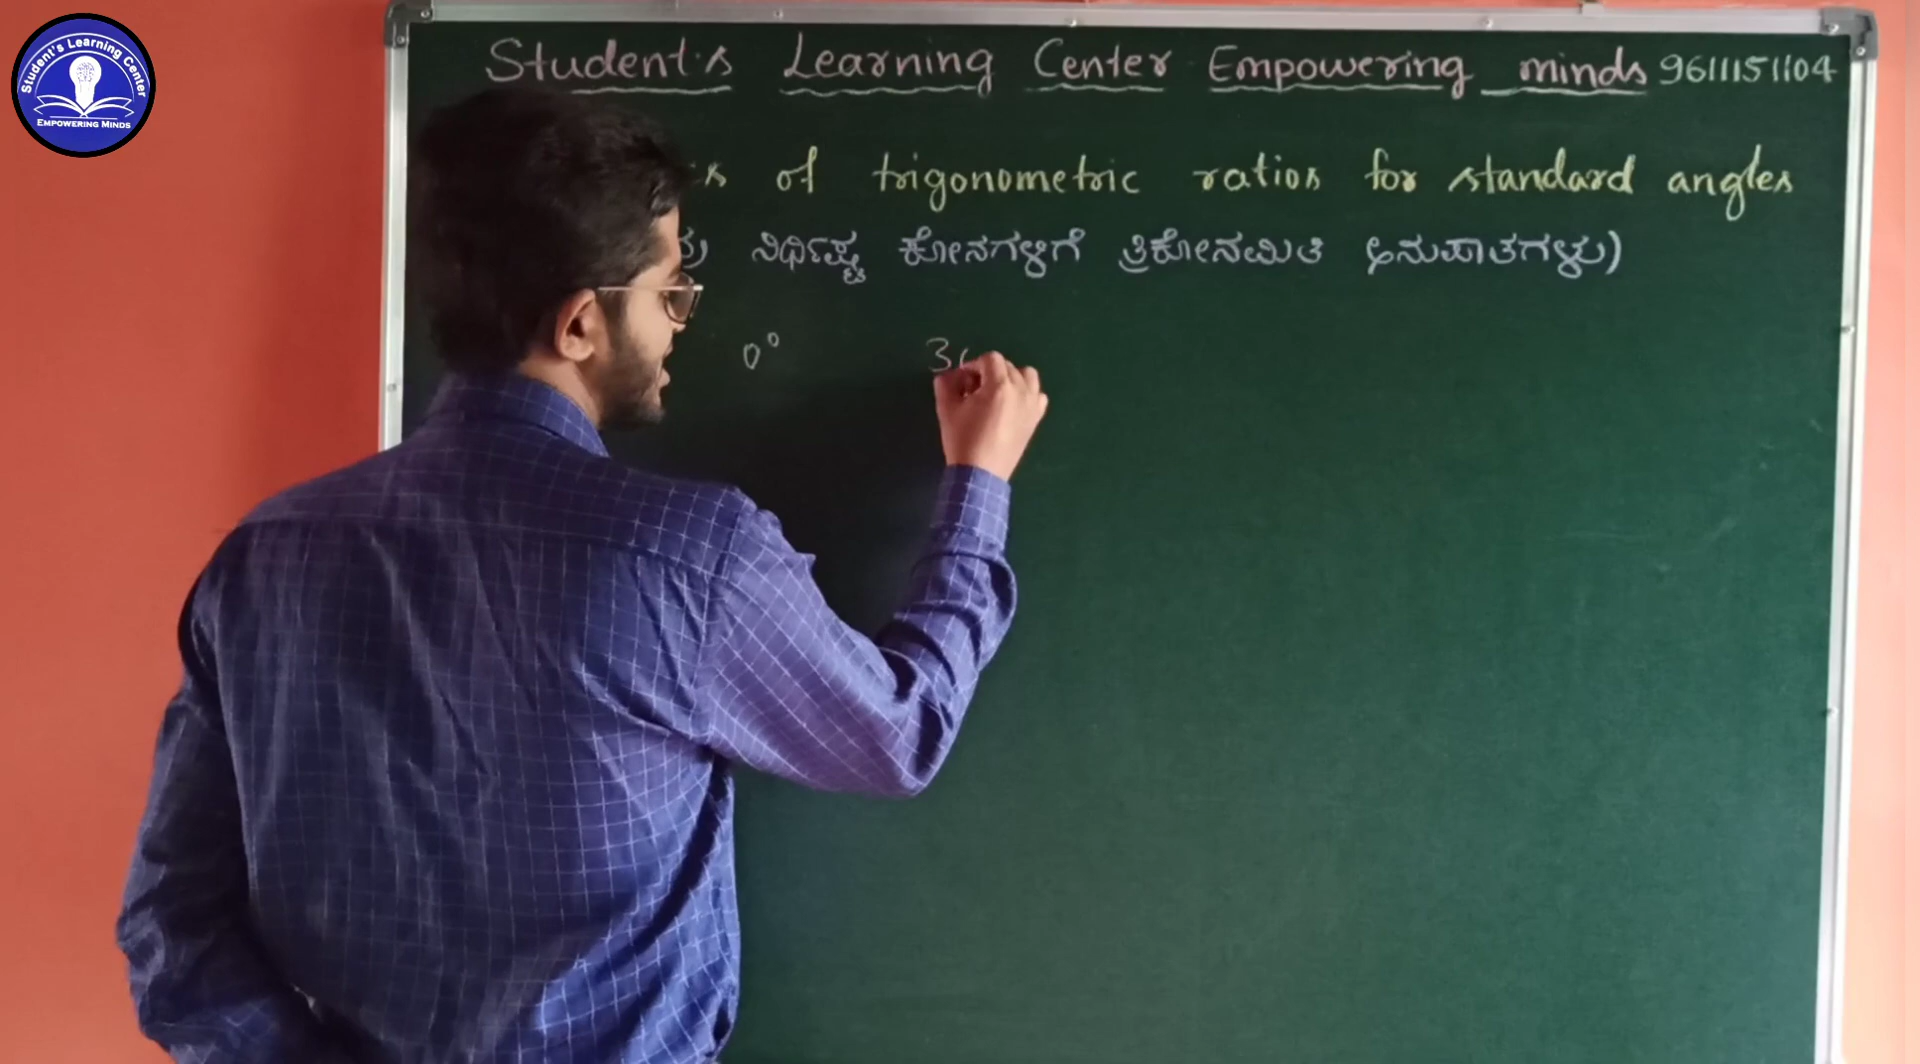 Student's Learning Center
EMPOWERING MINDS
Student's Learning Center Empowering minds 9611151104
of trigonometric ratios for standard angles
ನಿರ್ಧಿಷ್ಟ ಕೋನಗಳಿಗೆ ತ್ರಿಕೋನಮಿತಿ ಅನುಪಾತಗಳು)
0° 3